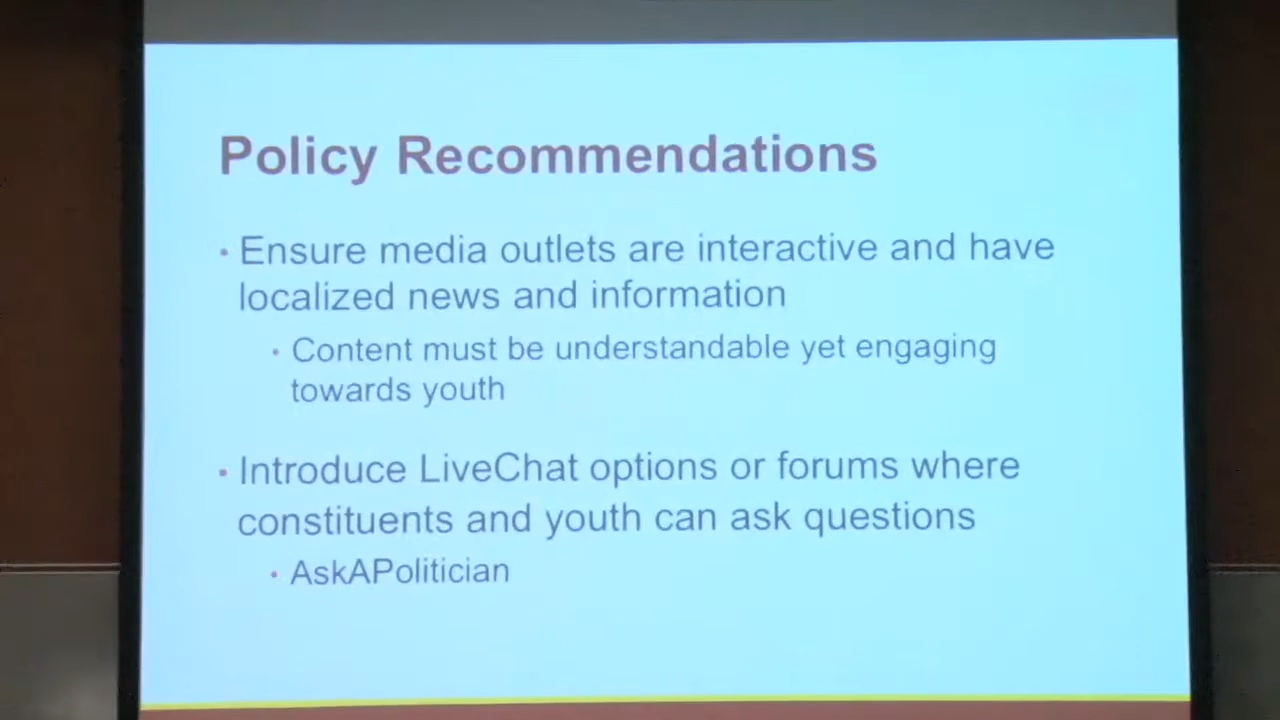 Policy Recommendations
• Ensure media outlets are interactive and have
localized news and information
• Content must be understandable yet engaging
towards youth
• Introduce LiveChat options or forums where
constituents and youth can ask questions
• AskAPolitician